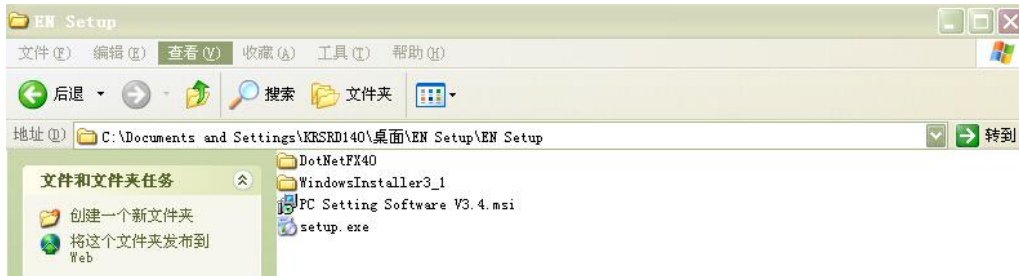 EN Setup
文件(F) 编辑(E) 查看(V) 收藏(A) 工具(T) 帮助(H)
后退 搜索 文件夹
地址(D) C:\Documents and Settings\KRSRD140\桌面\EN Setup\EN Setup 转到
文件和文件夹任务
创建一个新文件夹
将这个文件夹发布到
Web
DotNetFX40
WindowsInstaller3_1
PC Setting Software V3.4.msi
setup.exe